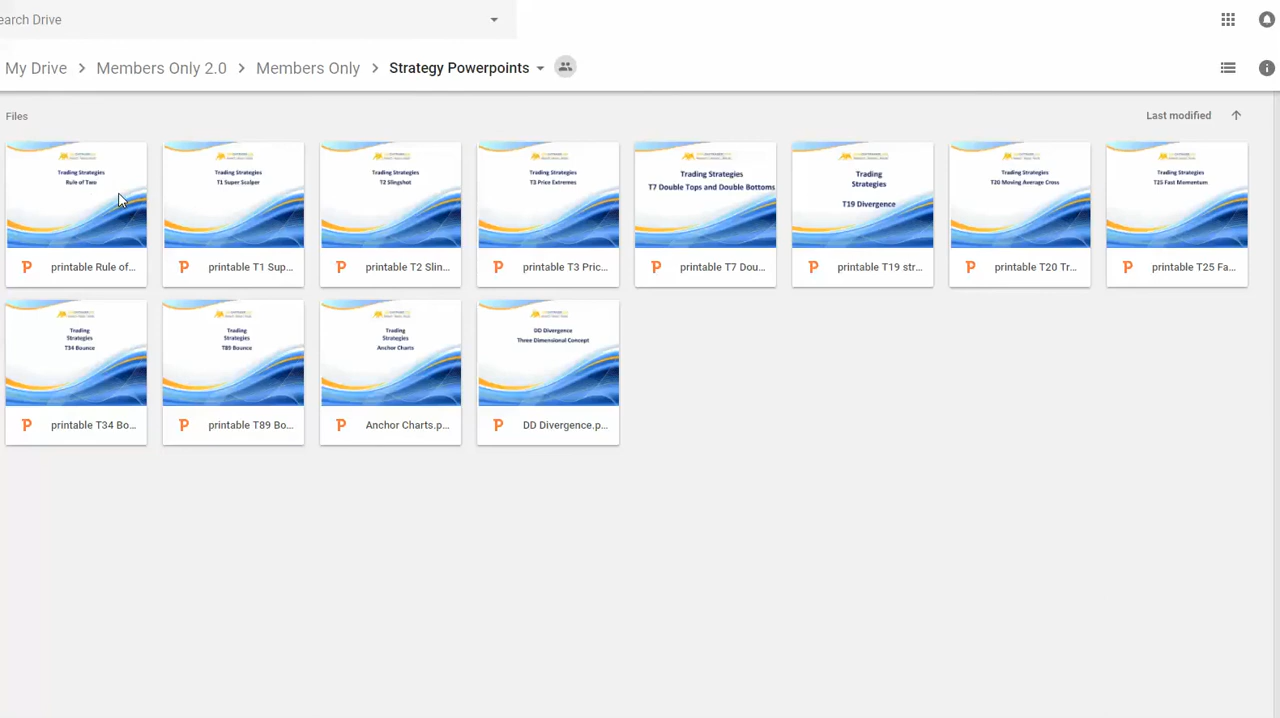 earch Drive
My Drive > Members Only 2.0 > Members Only > Strategy Powerpoints
Files
Last modified
Trading Strategies
Rule of Two
printable Rule of...
Trading Strategies
T1 Super Scalper
printable T1 Sup...
Trading Strategies
T2 Slingshot
printable T2 Slin...
Trading Strategies
T3 Price Extremes
printable T3 Pric...
Trading Strategies
T7 Double Tops and Double Bottoms
printable T7 Dou...
Trading
Strategies
T19 Divergence
printable T19 str...
Trading Strategies
T20 Moving Average Cross
printable T20 Tr...
Trading Strategies
T25 Fast Momentum
printable T25 Fa...
Trading
Strategies
T34 Bounce
printable T34 Bo...
Trading
Strategies
T89 Bounce
printable T89 Bo...
Trading
Strategies
Anchor Charts
Anchor Charts.p...
DD Divergence
Three Dimensional Concept
DD Divergence.p...